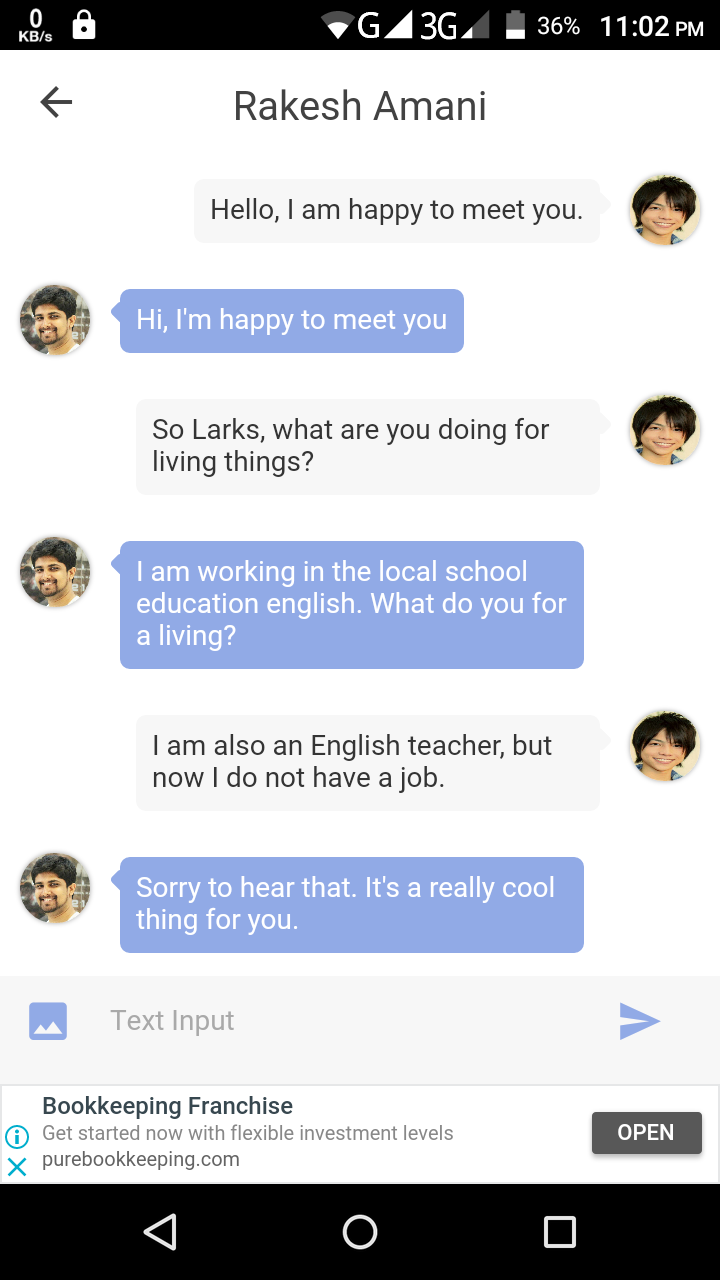 0
KB/s
G
3G
36%
11:02 PM
Rakesh Amani
Hello, I am happy to meet you.
Hi, I'm happy to meet you
So Larks, what are you doing for
living things?
I am working in the local school
education english. What do you for
a living?
I am also an English teacher, but
now I do not have a job.
Sorry to hear that. It's a really cool
thing for you.
Text Input
Bookkeeping Franchise
Get started now with flexible investment levels
purebookkeeping.com
OPEN